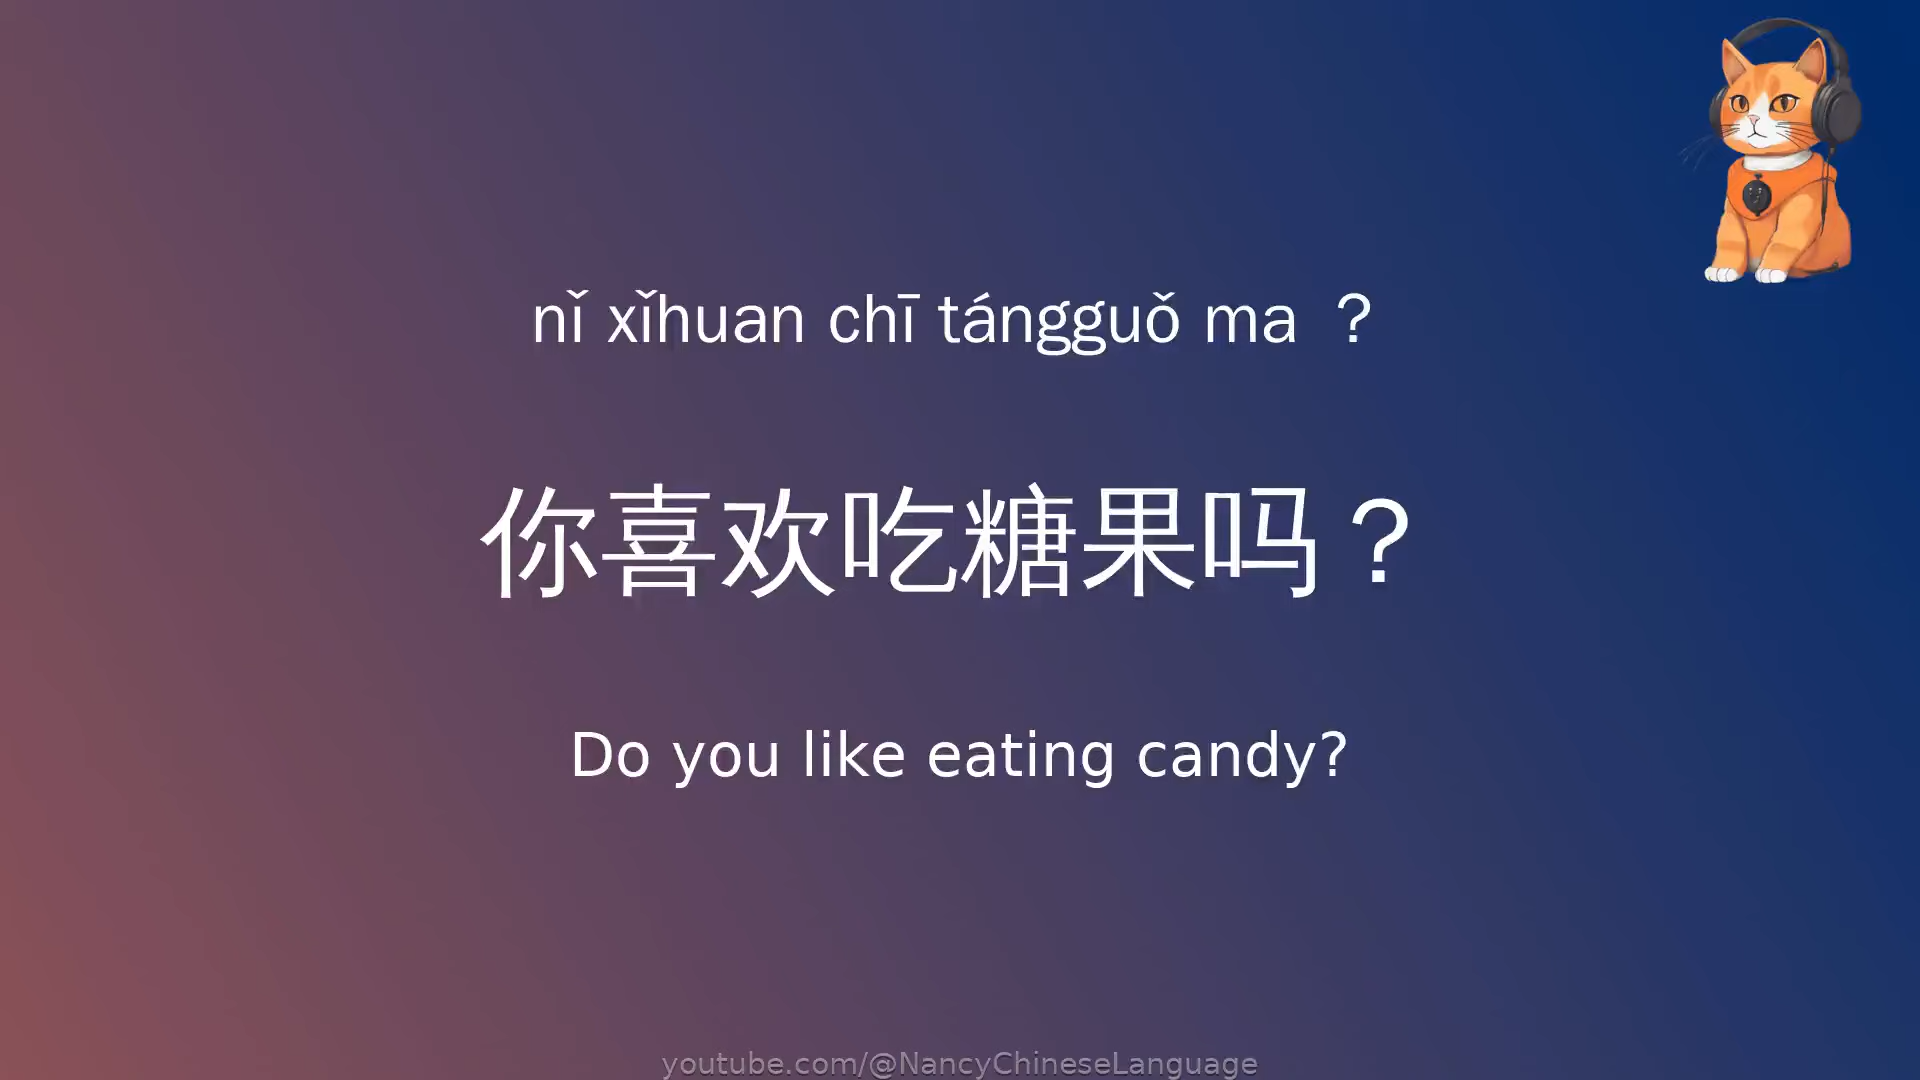 nǐ xǐhuan chī tángguǒ ma ？
你喜欢吃糖果吗？
Do you like eating candy?
youtube.com/@NancyChineseLanguage